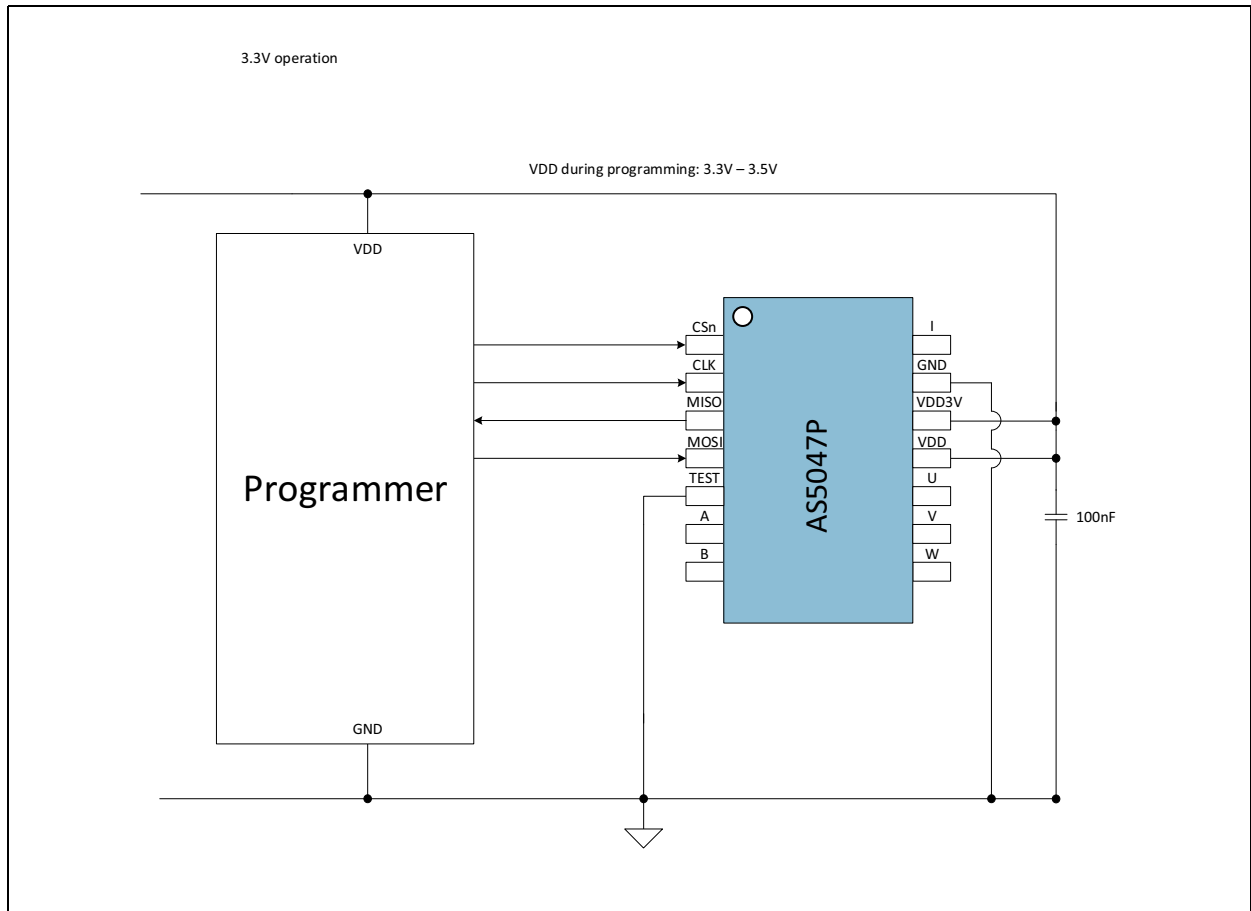 3.3V operation
VDD during programming: 3.3V – 3.5V
VDD
Programmer
GND
CSn
CLK
MISO
MOSI
TEST
A
B
AS5047P
I
GND
VDD3V
VDD
U
V
W
100nF